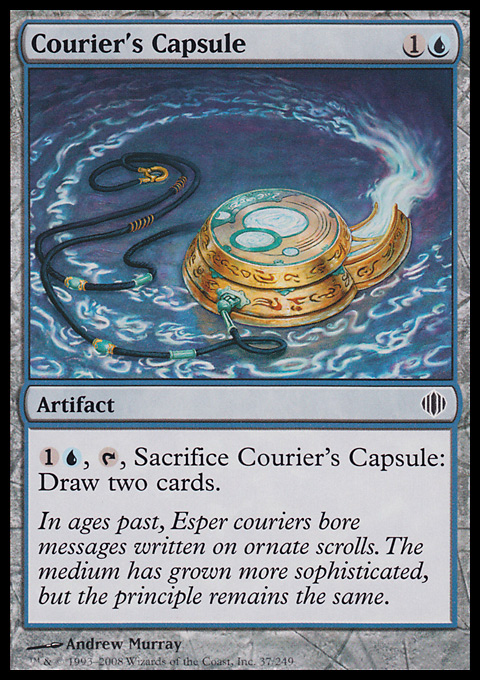 Courier's Capsule 1
Artifact
1, , Sacrifice Courier's Capsule:
Draw two cards.
In ages past, Esper couriers bore
messages written on ornate scrolls. The
medium has grown more sophisticated,
but the principle remains the same.
Andrew Murray
™ & © 1993–2008 Wizards of the Coast, Inc. 37/249